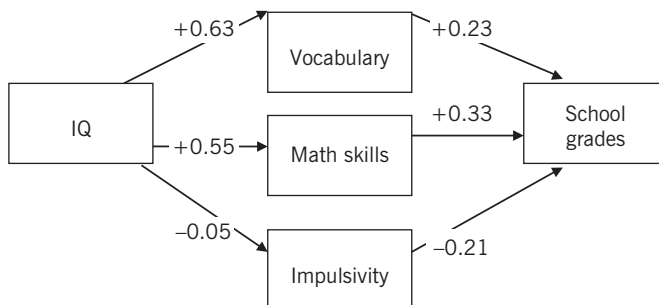 +0.63
+0.23
Vocabulary
IQ
+0.55
Math skills
+0.33
School
grades
−0.05
−0.21
Impulsivity